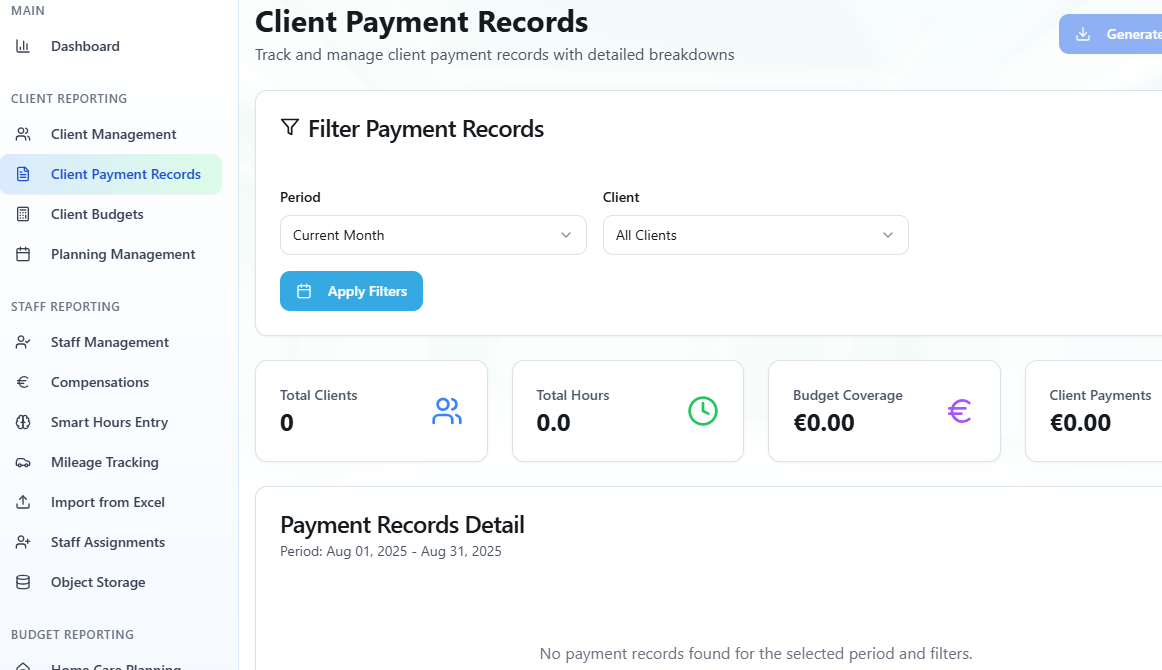 MAIN
Dashboard
CLIENT REPORTING
Client Management
Client Payment Records
Client Budgets
Planning Management
STAFF REPORTING
Staff Management
Compensations
Smart Hours Entry
Mileage Tracking
Import from Excel
Staff Assignments
Object Storage
BUDGET REPORTING
Home Care Planning
Client Payment Records
Track and manage client payment records with detailed breakdowns
Generate
Filter Payment Records
Period
Client
Current Month
All Clients
Apply Filters
Total Clients
0
Total Hours
0.0
Budget Coverage
€0.00
Client Payments
€0.00
Payment Records Detail
Period: Aug 01, 2025 - Aug 31, 2025
No payment records found for the selected period and filters.